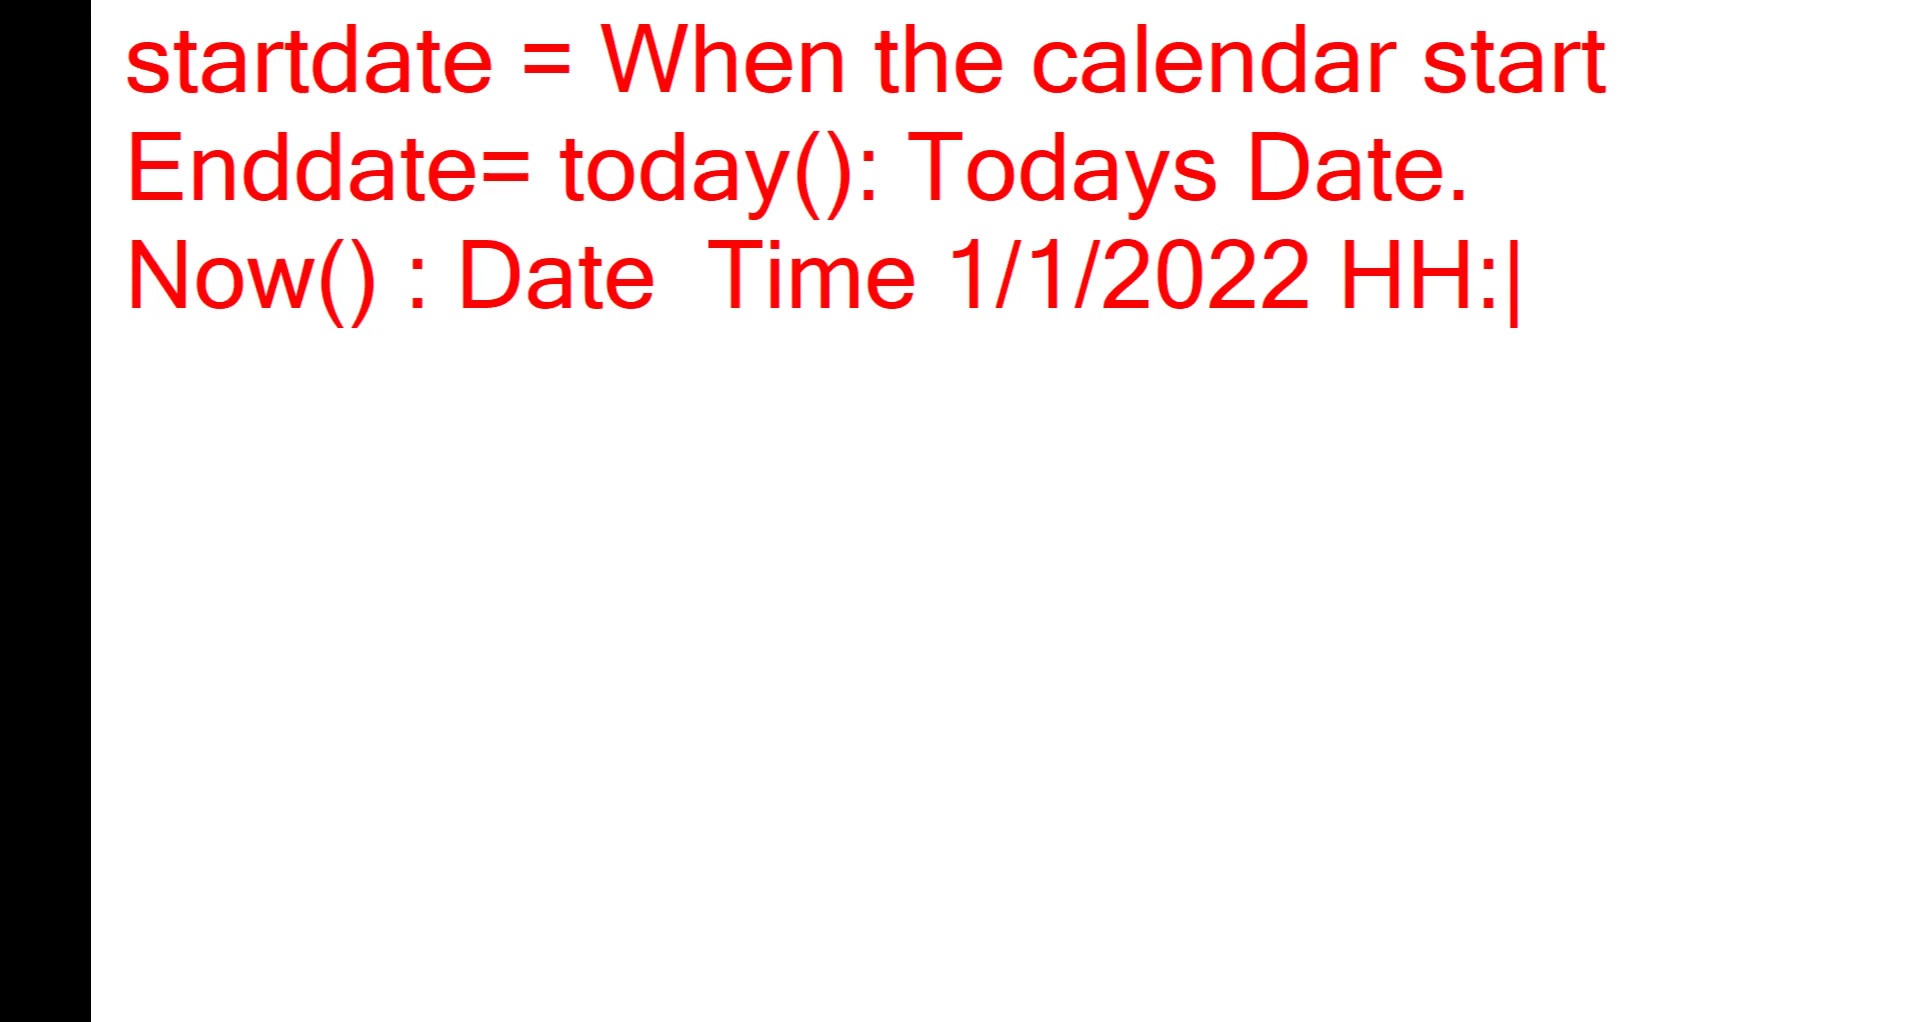 startdate = When the calendar start
Enddate= today(): Todays Date.
Now() : Date  Time 1/1/2022 HH: